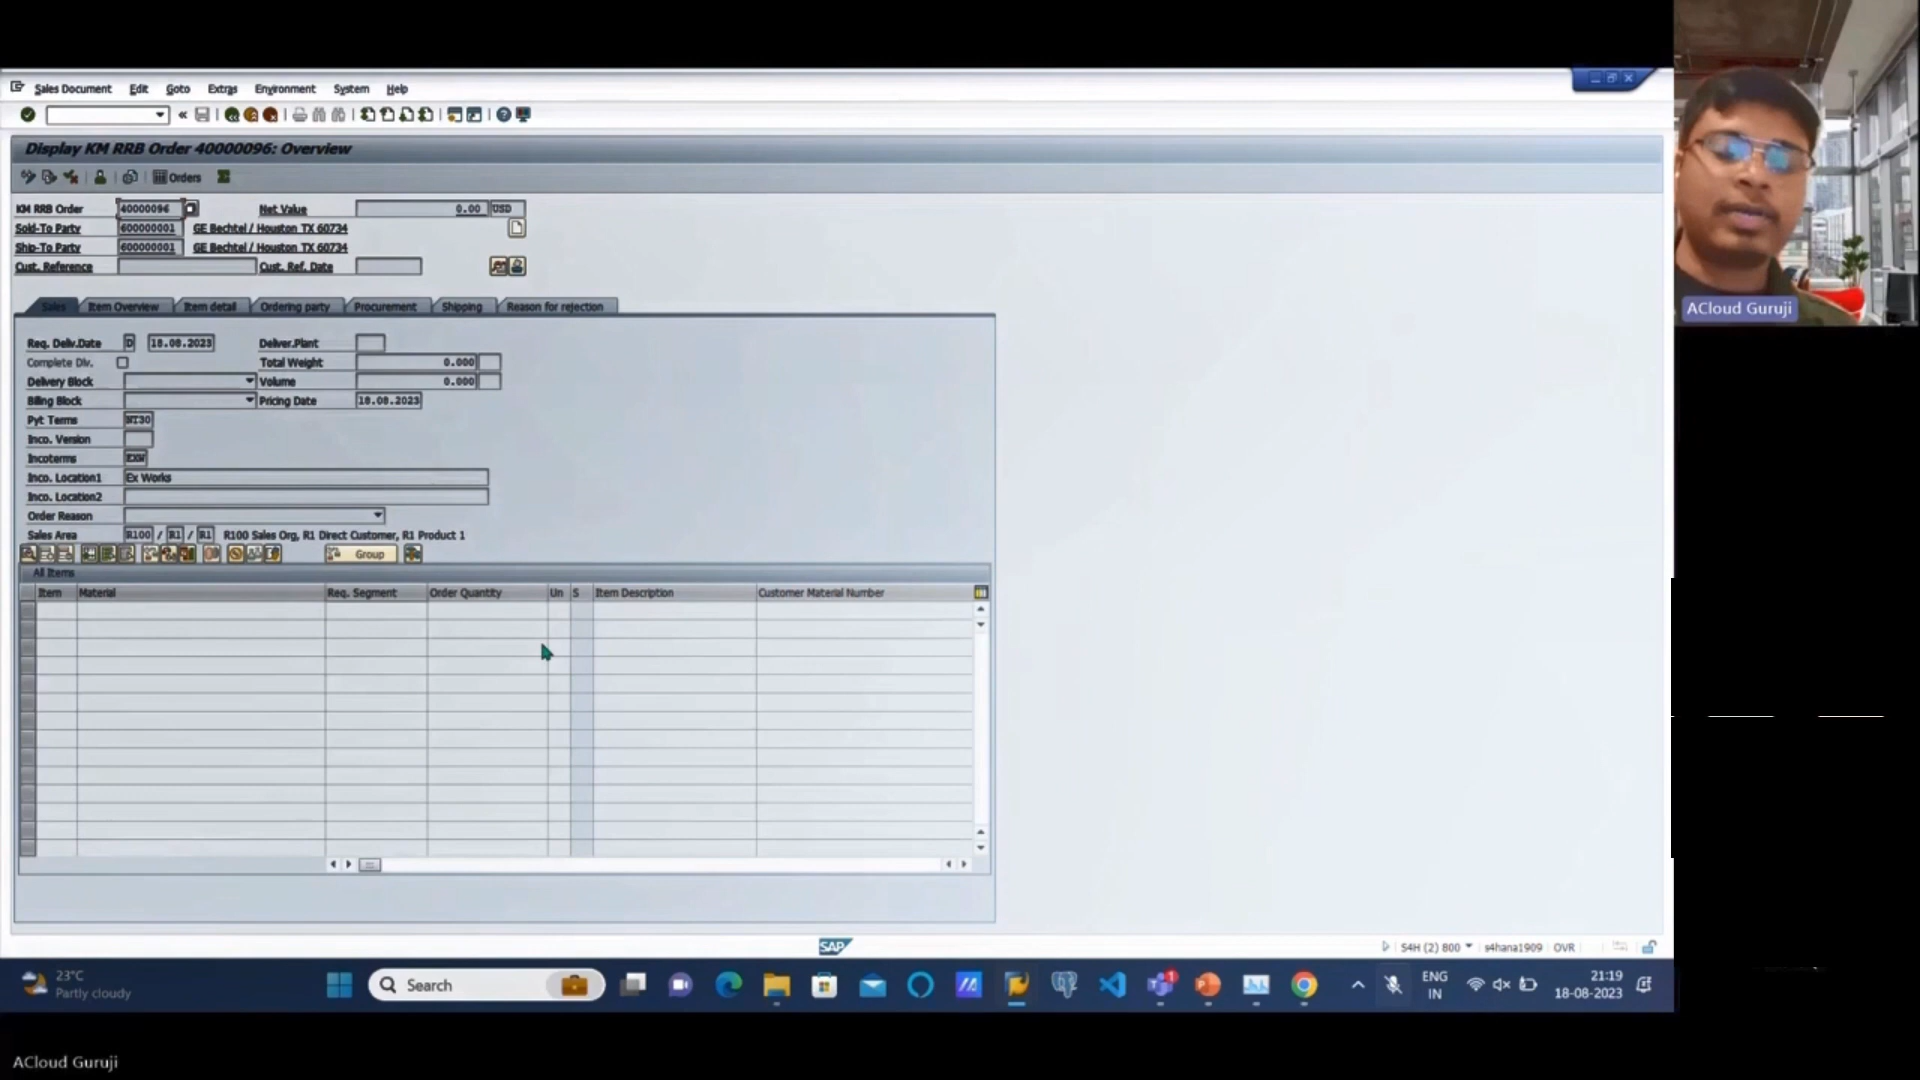 Sales Document Edit Goto Extras Environment System Help
Display KM RRB Order 40000096: Overview
Orders
KM RRB Order 40000096 Net Value 0.00 USD
Sold-To Party 600000001 GE Bechtel / Houston TX 60734
Ship-To Party 600000001 GE Bechtel / Houston TX 60734
Cust. Reference Cust. Ref. Date
Sales Item Overview Item detail Ordering party Procurement Shipping Reason for rejection
Req. Deliv.Date D 18.08.2023 Deliver.Plant
Complete Dlv. Total Weight 0.000
Delivery Block Volume 0.000
Billing Block Pricing Date 18.08.2023
Pyt Terms NT30
Inco. Version
Incoterms EXW
Inco. Location1 Ex Works
Inco. Location2
Order Reason
Sales Area R100 / R1 / R1 R100 Sales Org, R1 Direct Customer, R1 Product 1
Group
All Items
Item Material Req. Segment Order Quantity Un S Item Description Customer Material Number
SAP
S4H (2) 800 s4hana1909 OVR
23°C
Partly cloudy
Search
1
ENG
IN
21:19
18-08-2023
ACloud Guruji
ACloud Guruji